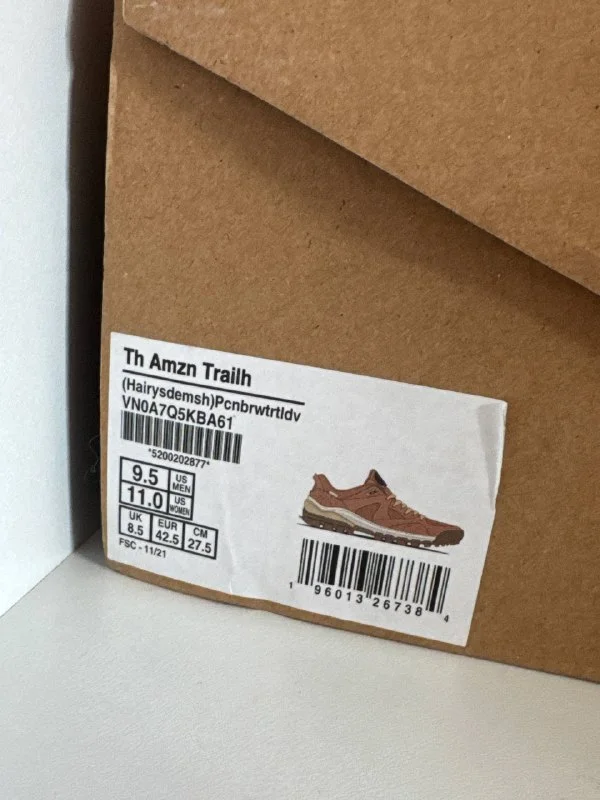 Th Amzn Trailh
(Hairysdemsh)Pcnbrwtrtldv
VN0A7Q5KBA61
*5200202877*
9.5 US MEN
11.0 US WOMEN
UK 8.5 EUR 42.5 CM 27.5
FSC - 11/21
1 96013 26738 4